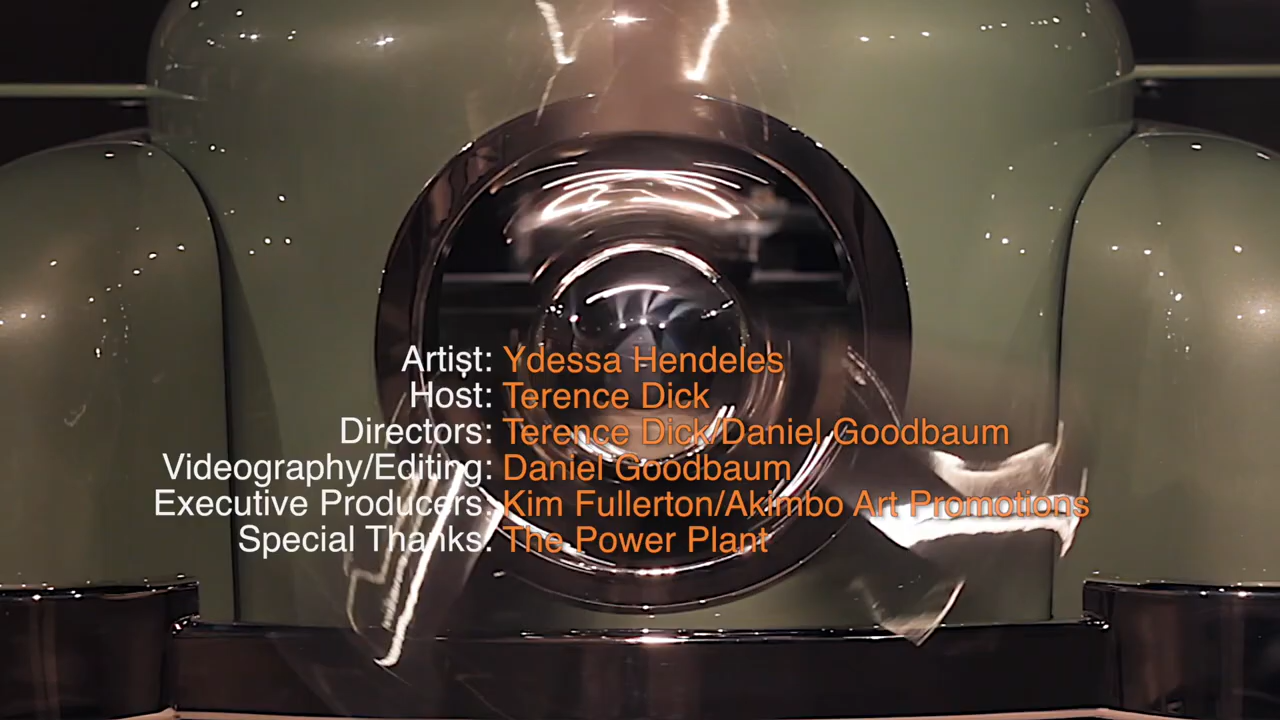 Artist: Ydessa Hendeles
Host: Terence Dick
Directors: Terence Dick/Daniel Goodbaum
Videography/Editing: Daniel Goodbaum
Executive Producers: Kim Fullerton/Akimbo Art Promotions
Special Thanks: The Power Plant